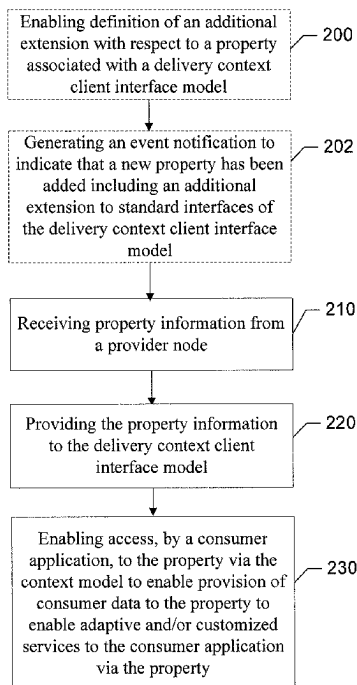 Enabling definition of an additional
extension with respect to a property
associated with a delivery context
client interface model
200
Generating an event notification to
indicate that a new property has been
added including an additional
extension to standard interfaces of
the delivery context client interface
model
202
Receiving property information from
a provider node
210
Providing the property information
to the delivery context client
interface model
220
Enabling access, by a consumer
application, to the property via the
context model to enable provision of
consumer data to the property to
enable adaptive and/or customized
services to the consumer application
via the property
230